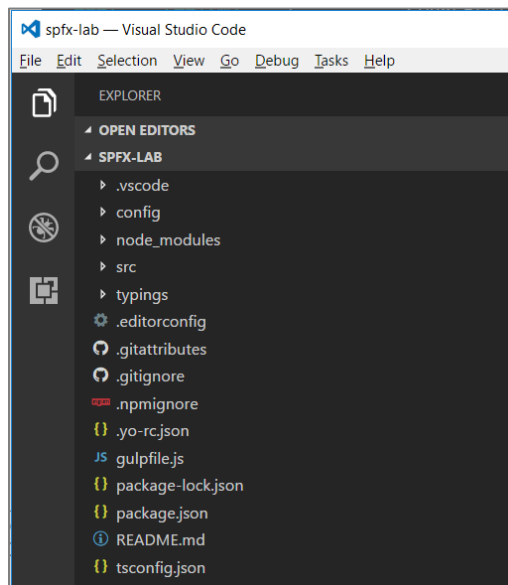 spfx-lab — Visual Studio Code
File Edit Selection View Go Debug Tasks Help
EXPLORER
OPEN EDITORS
SPFX-LAB
.vscode
config
node_modules
src
typings
.editorconfig
.gitattributes
.gitignore
npm .npmignore
{} .yo-rc.json
JS gulpfile.js
{} package-lock.json
{} package.json
README.md
{} tsconfig.json